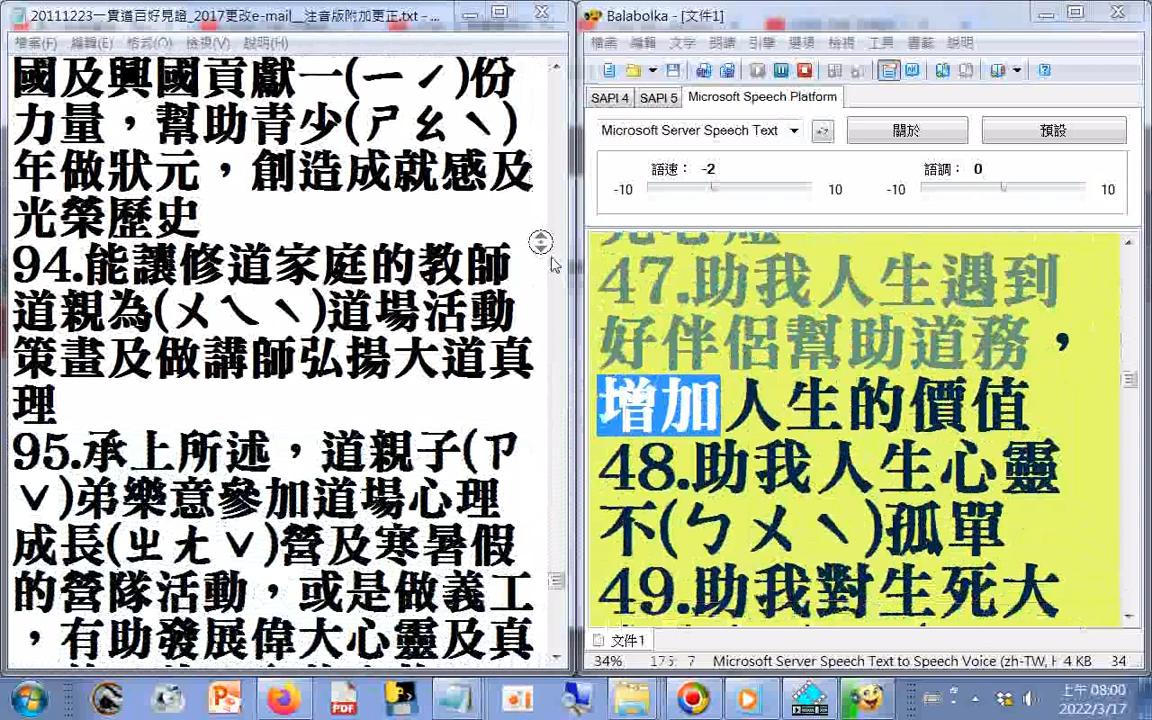 20111223一貫道百好見證_2017更改e-mail__注音版附加更正.txt - ...
檔案(F) 編輯(E) 格式(O) 檢視(V) 說明(H)
國及興國貢獻一(ㄧˊ)份
力量，幫助青少(ㄕㄠˋ)
年做狀元，創造成就感及
光榮歷史
94.能讓修道家庭的教師
道親為(ㄨㄟˋ)道場活動
策畫及做講師弘揚大道真
理
95.承上所述，道親子(ㄗ
ˇ)弟樂意參加道場心理
成長(ㄓㄤˇ)營及寒暑假
的營隊活動，或是做義工
，有助發展偉大心靈及真
Balabolka - [文件1]
檔案 編輯 文字 朗讀 引擎 選項 檢視 工具 書籤 說明
SAPI 4 SAPI 5 Microsoft Speech Platform
Microsoft Server Speech Text 關於 預設
語速： -2 語調： 0
-10 10 -10 10
47.助我人生遇到
好伴侶幫助道務，
增加人生的價值
48.助我人生心靈
不(ㄅㄨˋ)孤單
49.助我對生死大
文件1
34% 175: 7 Microsoft Server Speech Text to Speech Voice (zh-TW, H 4 KB 34
上午 08:00
2022/3/17